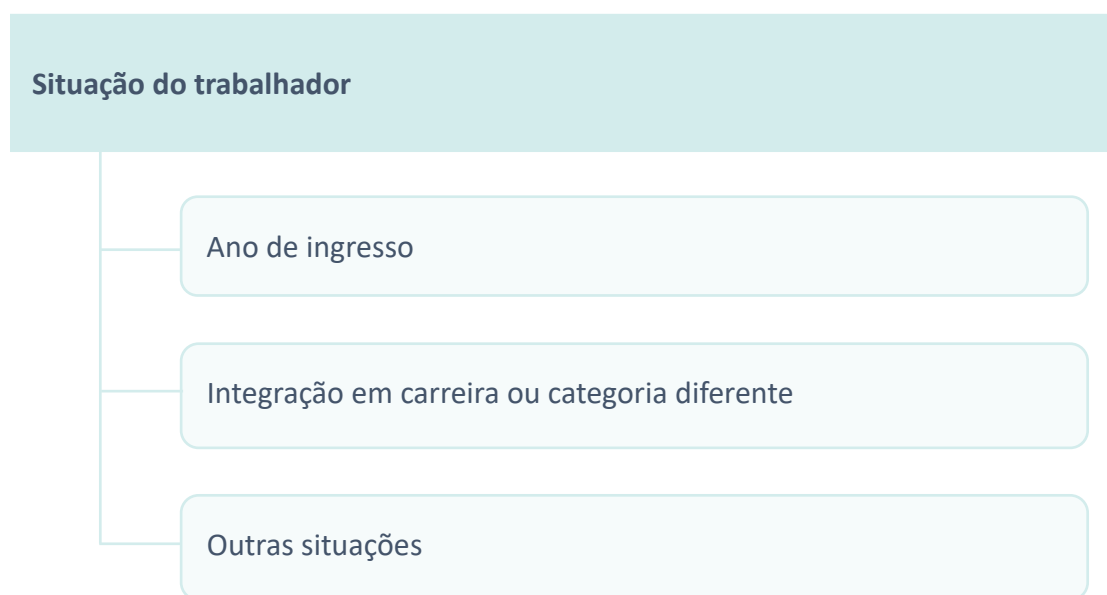 Situação do trabalhador
Ano de ingresso
Integração em carreira ou categoria diferente
Outras situações